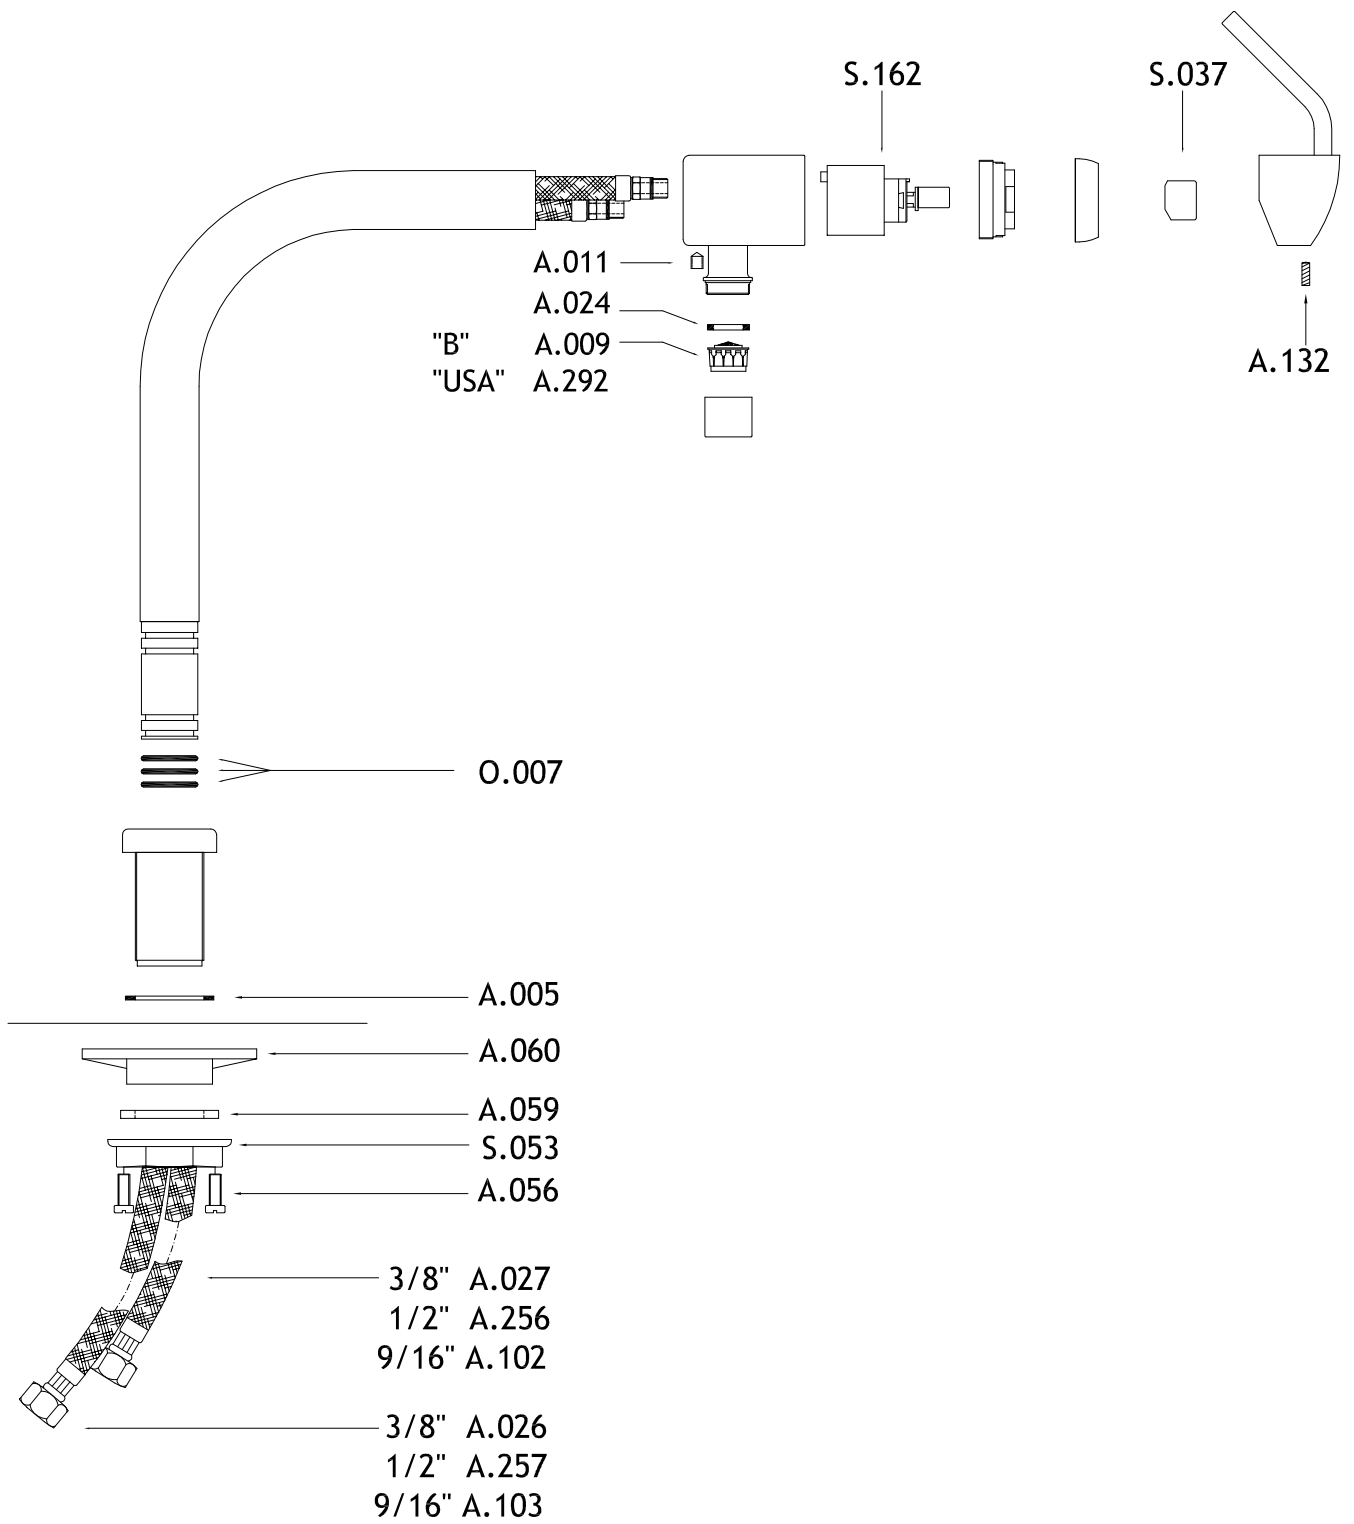 S.162
S.037
A.011
A.024
"B" A.009
"USA" A.292
A.132
O.007
A.005
A.060
A.059
S.053
A.056
3/8" A.027
1/2" A.256
9/16" A.102
3/8" A.026
1/2" A.257
9/16" A.103